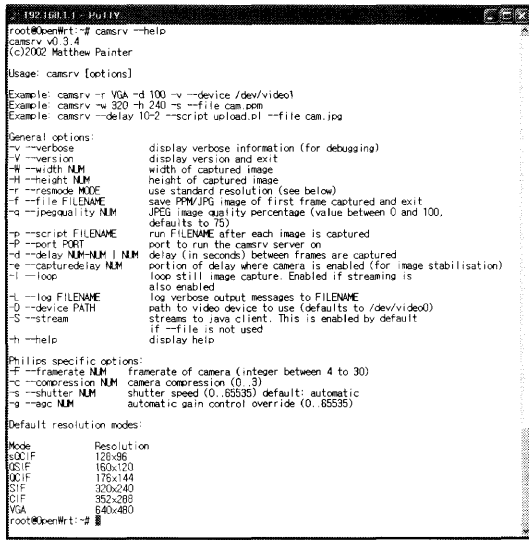 192.168.1.1 - PuTTY
root@OpenWrt:~# camsrv --help
camsrv v0.3.4
(c)2002 Matthew Painter
Usage: camsrv [options]
Example: camsrv -r VGA -d 100 -v --device /dev/video1
Example: camsrv -w 320 -h 240 -s --file cam.ppm
Example: camsrv --delay 10-2 --script upload.pl --file cam.jpg
General options:
-v --verbose display verbose information (for debugging)
-V --version display version and exit
-W --width NUM width of captured image
-H --height NUM height of captured image
-r --resmode MODE use standard resolution (see below)
-f --file FILENAME save PPM/JPG image of first frame captured and exit
-q --jpegquality NUM JPEG image quality percentage (value between 0 and 100,
defaults to 75)
-p --script FILENAME run FILENAME after each image is captured
-P --port PORT port to run the camsrv server on
-d --delay NUM-NUM | NUM delay (in seconds) between frames are captured
-e --capturedelay NUM portion of delay where camera is enabled (for image stabilisation)
-l --loop loop still image capture. Enabled if streaming is
also enabled
-L --log FILENAME log verbose output messages to FILENAME
-D --device PATH path to video device to use (defaults to /dev/video0)
-S --stream streams to java client. This is enabled by default
if --file is not used
-h --help display help
Philips specific options:
-F --framerate NUM framerate of camera (integer between 4 to 30)
-c --compression NUM camera compression (0..3)
-s --shutter NUM shutter speed (0..65535) default: automatic
-g --agc NUM automatic gain control override (0..65535)
Default resolution modes:
Mode Resolution
sQCIF 128x96
QSIF 160x120
QCIF 176x144
SIF 320x240
CIF 352x288
VGA 640x480
root@OpenWrt:~#